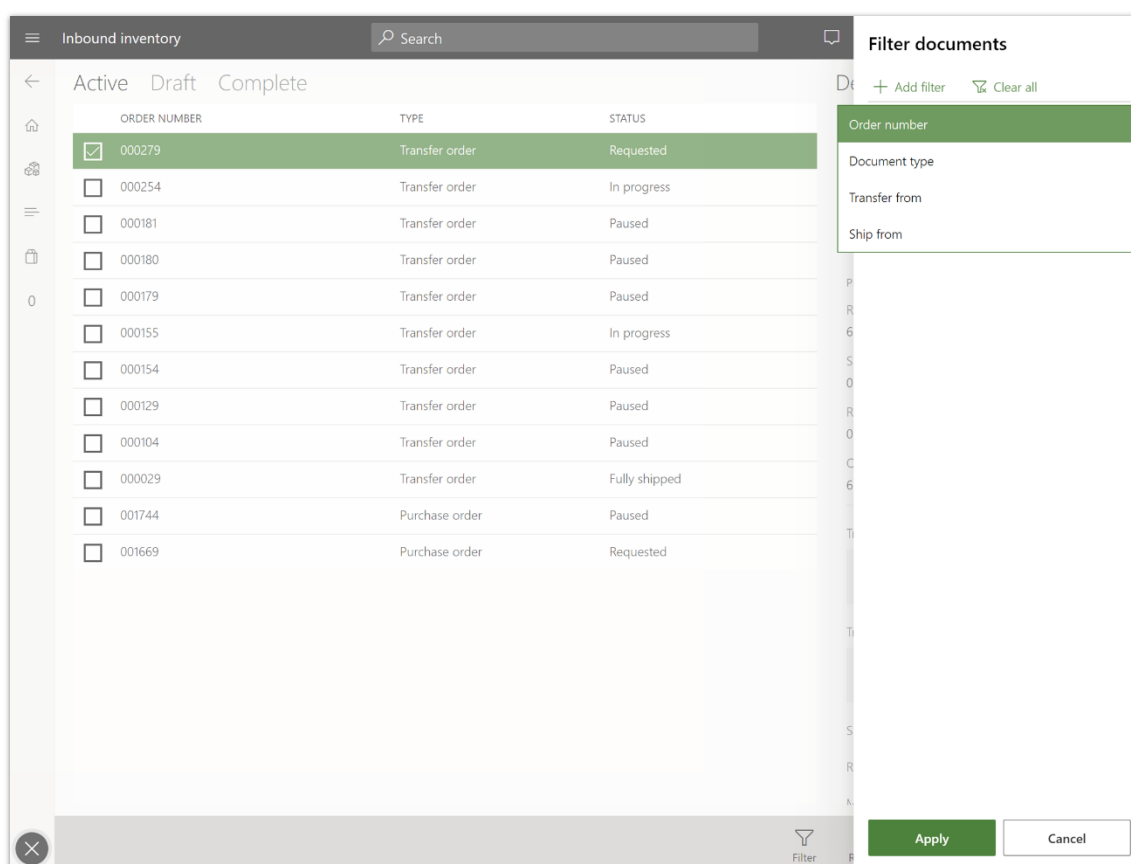 Inbound inventory
Search
Filter documents
Active Draft Complete
Add filter Clear all
ORDER NUMBER TYPE STATUS
Order number
000279 Transfer order Requested
Document type
000254 Transfer order In progress
Transfer from
000181 Transfer order Paused
Ship from
000180 Transfer order Paused
000179 Transfer order Paused
0
000155 Transfer order In progress
000154 Transfer order Paused
000129 Transfer order Paused
000104 Transfer order Paused
000029 Transfer order Fully shipped
001744 Purchase order Paused
001669 Purchase order Requested
Filter
Apply Cancel